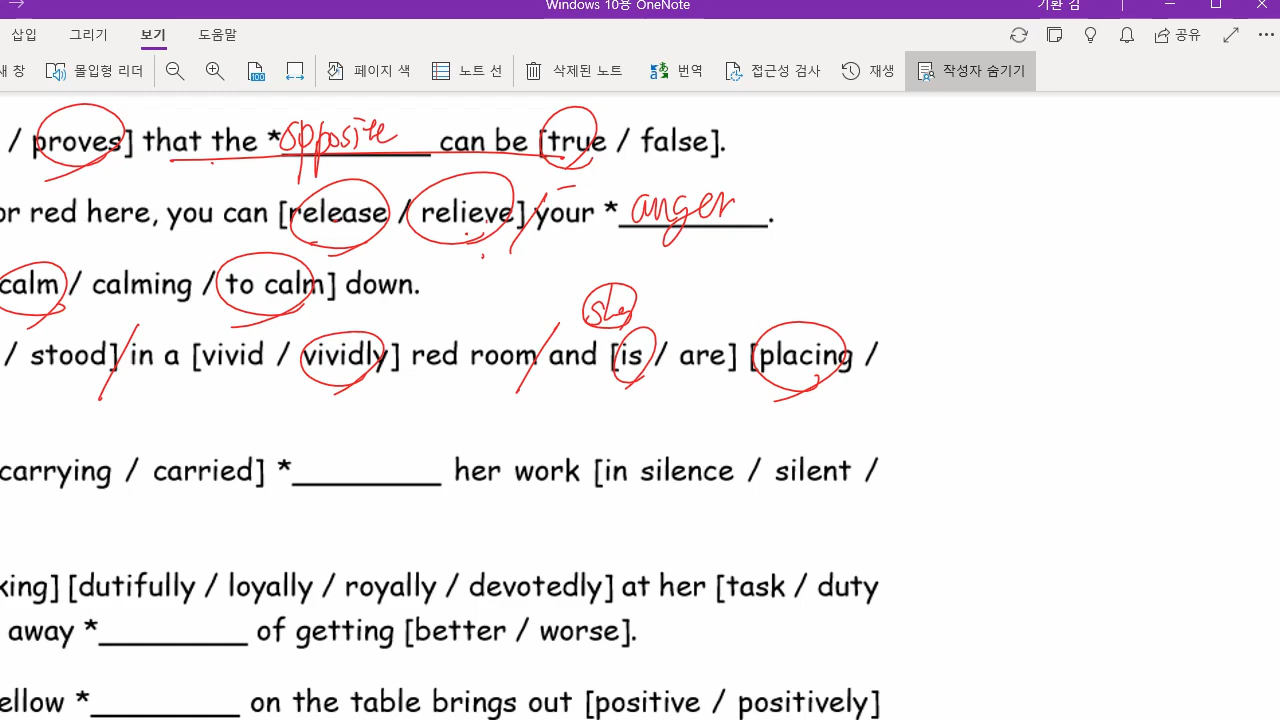 Windows 10용 OneNote 기환 김
삽입 그리기 보기 도움말 공유
새 창 몰입형 리더 100 페이지 색 노트 선 삭제된 노트 번역 접근성 검사 재생 작성자 숨기기
/ proves] that the *opposite can be [true / false].
or red here, you can [release / relieve] your *anger.
calm / calming / to calm] down.
she
/ stood] in a [vivid / vividly] red room and [is / are] [placing /
carrying / carried] *__________ her work [in silence / silent /
king] [dutifully / loyally / royally / devotedly] at her [task / duty
away *__________ of getting [better / worse].
ellow *__________ on the table brings out [positive / positively]